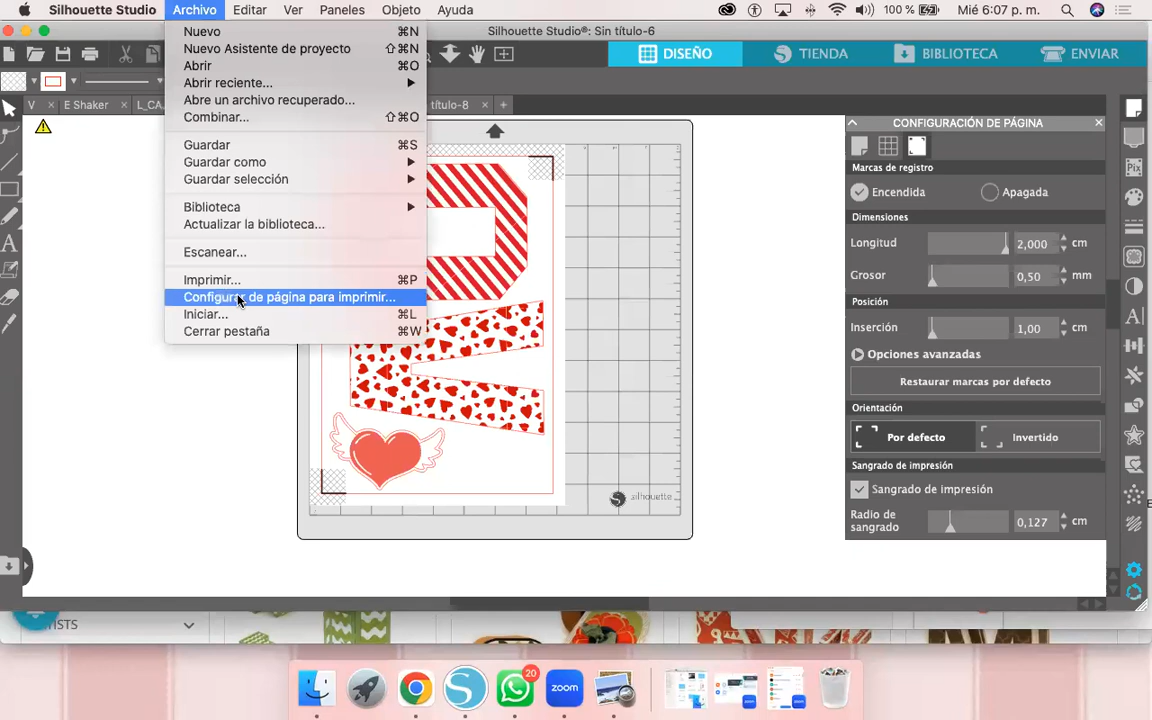 Silhouette Studio Archivo Editar Ver Paneles Objeto Ayuda 100 % Mié 6:07 p. m.
Silhouette Studio®: Sin título-6
DISEÑO TIENDA BIBLIOTECA ENVIAR
V E Shaker L_CA título-8
Nuevo ⌘N
Nuevo Asistente de proyecto ⇧⌘N
Abrir ⌘O
Abrir reciente...
Abre un archivo recuperado...
Combinar... ⇧⌘O
Guardar ⌘S
Guardar como
Guardar selección
Biblioteca
Actualizar la biblioteca...
Escanear...
Imprimir... ⌘P
Configurar de página para imprimir...
Iniciar... ⌘L
Cerrar pestaña ⌘W
silhouette
CONFIGURACIÓN DE PÁGINA
Marcas de registro
Encendida Apagada
Dimensiones
Longitud 2,000 cm
Grosor 0,50 mm
Posición
Inserción 1,00 cm
Opciones avanzadas
Restaurar marcas por defecto
Orientación
Por defecto Invertido
Sangrado de impresión
Sangrado de impresión
Radio de
sangrado 0,127 cm
Pix
ISTS
20
zoom